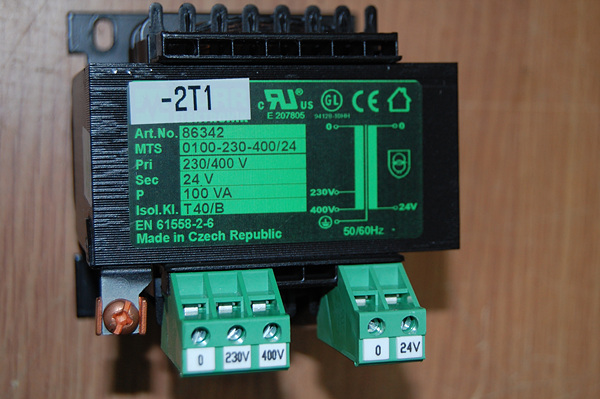 -2T1
c RU US
E 207805
GL
CE
Art.No. 86342
MTS 0100-230-400/24
Pri 230/400 V
Sec 24 V
P 100 VA
Isol.Kl. T40/B
EN 61558-2-6
Made in Czech Republic
0 0
230V
400V 24V
50/60Hz
0 230V 400V
0 24V